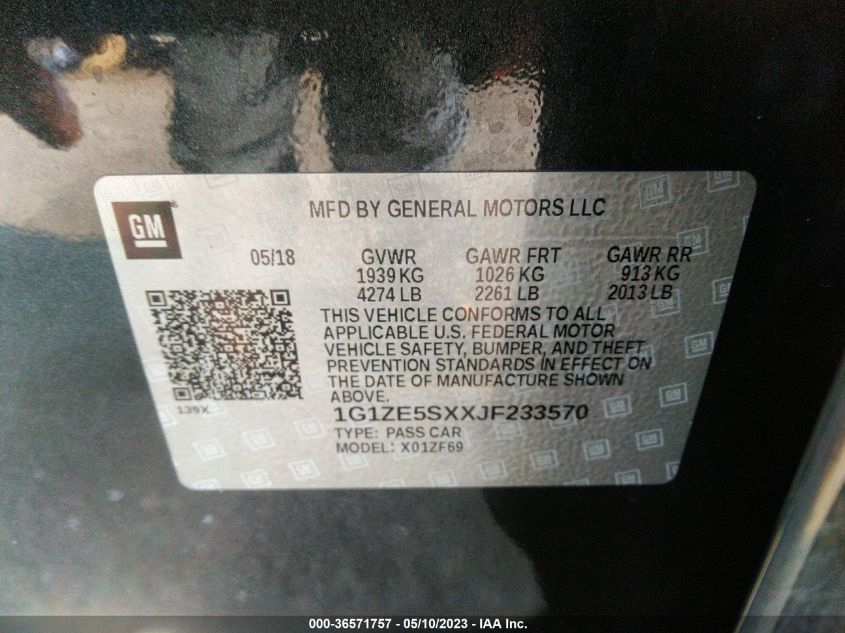 MFD BY GENERAL MOTORS LLC
GM
05/18 GVWR GAWR FRT GAWR RR
1939 KG 1026 KG 913 KG
4274 LB 2261 LB 2013 LB
THIS VEHICLE CONFORMS TO ALL
APPLICABLE U.S. FEDERAL MOTOR
VEHICLE SAFETY, BUMPER, AND THEFT
PREVENTION STANDARDS IN EFFECT ON
THE DATE OF MANUFACTURE SHOWN
ABOVE.
139X
1G1ZE5SXXJF233570
TYPE: PASS CAR
MODEL: X01ZF69
000-36571757 - 05/10/2023 - IAA Inc.